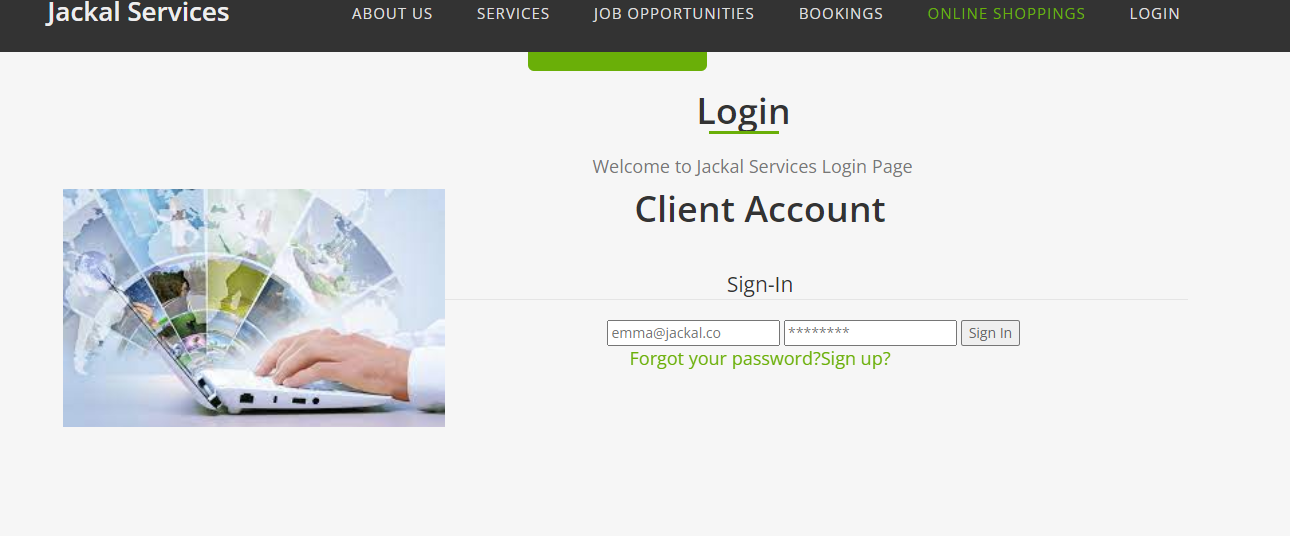 Jackal Services
ABOUT US SERVICES JOB OPPORTUNITIES BOOKINGS ONLINE SHOPPINGS LOGIN
Login
Welcome to Jackal Services Login Page
Client Account
Sign-In
emma@jackal.co ******** Sign In
Forgot your password?Sign up?